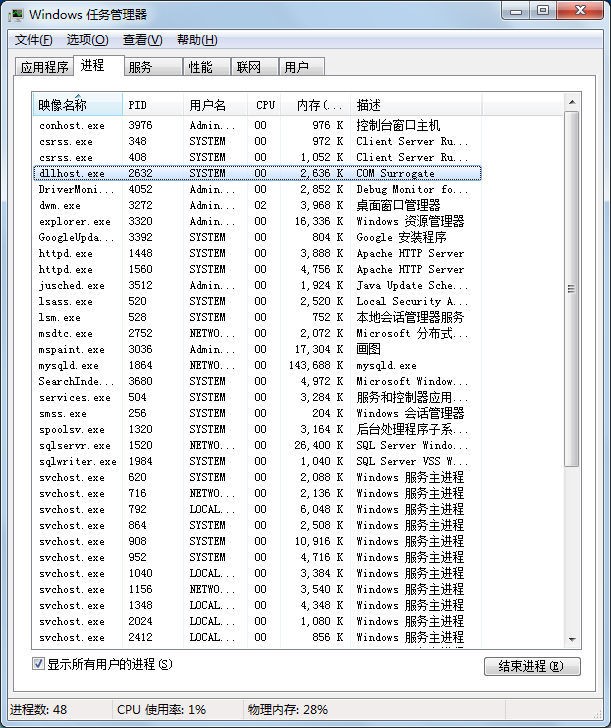 Windows 任务管理器
文件(F) 选项(O) 查看(V) 帮助(H)
应用程序 进程 服务 性能 联网 用户
映像名称 PID 用户名 CPU 内存(... 描述
conhost.exe 3976 Admin... 00 976 K 控制台窗口主机
csrss.exe 348 SYSTEM 00 972 K Client Server Ru...
csrss.exe 408 SYSTEM 00 1,052 K Client Server Ru...
dllhost.exe 2632 SYSTEM 00 2,636 K COM Surrogate
DriverMoni... 4052 Admin... 00 2,852 K Debug Monitor fo...
dwm.exe 3272 Admin... 02 3,968 K 桌面窗口管理器
explorer.exe 3320 Admin... 00 16,336 K Windows 资源管理器
GoogleUpda... 3392 SYSTEM 00 804 K Google 安装程序
httpd.exe 1448 SYSTEM 00 3,888 K Apache HTTP Server
httpd.exe 1560 SYSTEM 00 4,756 K Apache HTTP Server
jusched.exe 3512 Admin... 00 1,924 K Java Update Sche...
lsass.exe 520 SYSTEM 00 2,520 K Local Security A...
lsm.exe 528 SYSTEM 00 752 K 本地会话管理器服务
msdtc.exe 2752 NETWO... 00 2,072 K Microsoft 分布式...
mspaint.exe 3036 Admin... 00 17,304 K 画图
mysqld.exe 1864 NETWO... 00 143,688 K mysqld.exe
SearchInde... 3680 SYSTEM 00 4,972 K Microsoft Window...
services.exe 504 SYSTEM 00 3,284 K 服务和控制器应用...
smss.exe 256 SYSTEM 00 204 K Windows 会话管理器
spoolsv.exe 1320 SYSTEM 00 3,164 K 后台处理程序子系...
sqlservr.exe 1520 NETWO... 00 26,400 K SQL Server Windo...
sqlwriter.exe 1984 SYSTEM 00 1,040 K SQL Server VSS W...
svchost.exe 620 SYSTEM 00 2,088 K Windows 服务主进程
svchost.exe 716 NETWO... 00 2,136 K Windows 服务主进程
svchost.exe 792 LOCAL... 00 6,048 K Windows 服务主进程
svchost.exe 864 SYSTEM 00 2,508 K Windows 服务主进程
svchost.exe 908 SYSTEM 00 10,916 K Windows 服务主进程
svchost.exe 952 SYSTEM 00 4,716 K Windows 服务主进程
svchost.exe 1040 LOCAL... 00 3,384 K Windows 服务主进程
svchost.exe 1156 NETWO... 00 3,540 K Windows 服务主进程
svchost.exe 1348 LOCAL... 00 4,348 K Windows 服务主进程
svchost.exe 2024 LOCAL... 00 1,080 K Windows 服务主进程
svchost.exe 2412 LOCAL... 00 856 K Windows 服务主进程
显示所有用户的进程(S) 结束进程(E)
进程数: 48 CPU 使用率: 1% 物理内存: 28%